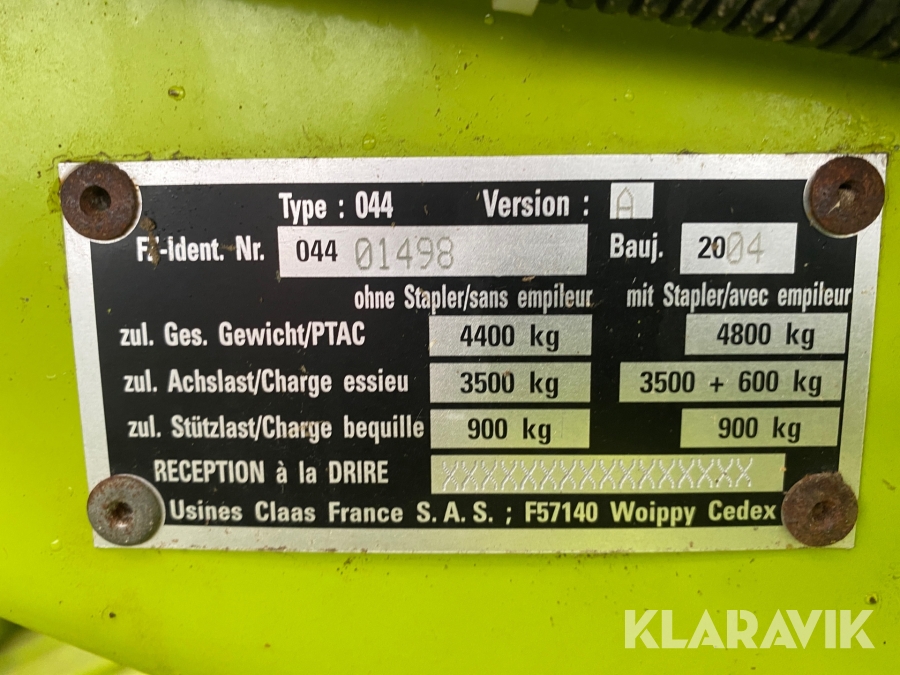 Type : 044 Version : A
Fz-Ident. Nr. 044 01498 Bauj. 2004
ohne Stapler/sans empileur mit Stapler/avec empileur
zul. Ges. Gewicht/PTAC 4400 kg 4800 kg
zul. Achslast/Charge essieu 3500 kg 3500 + 600 kg
zul. Stützlast/Charge bequille 900 kg 900 kg
RECEPTION à la DRIRE XXXXXXXXXXXXXXXXX
Usines Claas France S.A.S. ; F57140 Woippy Cedex
KLARAVIK